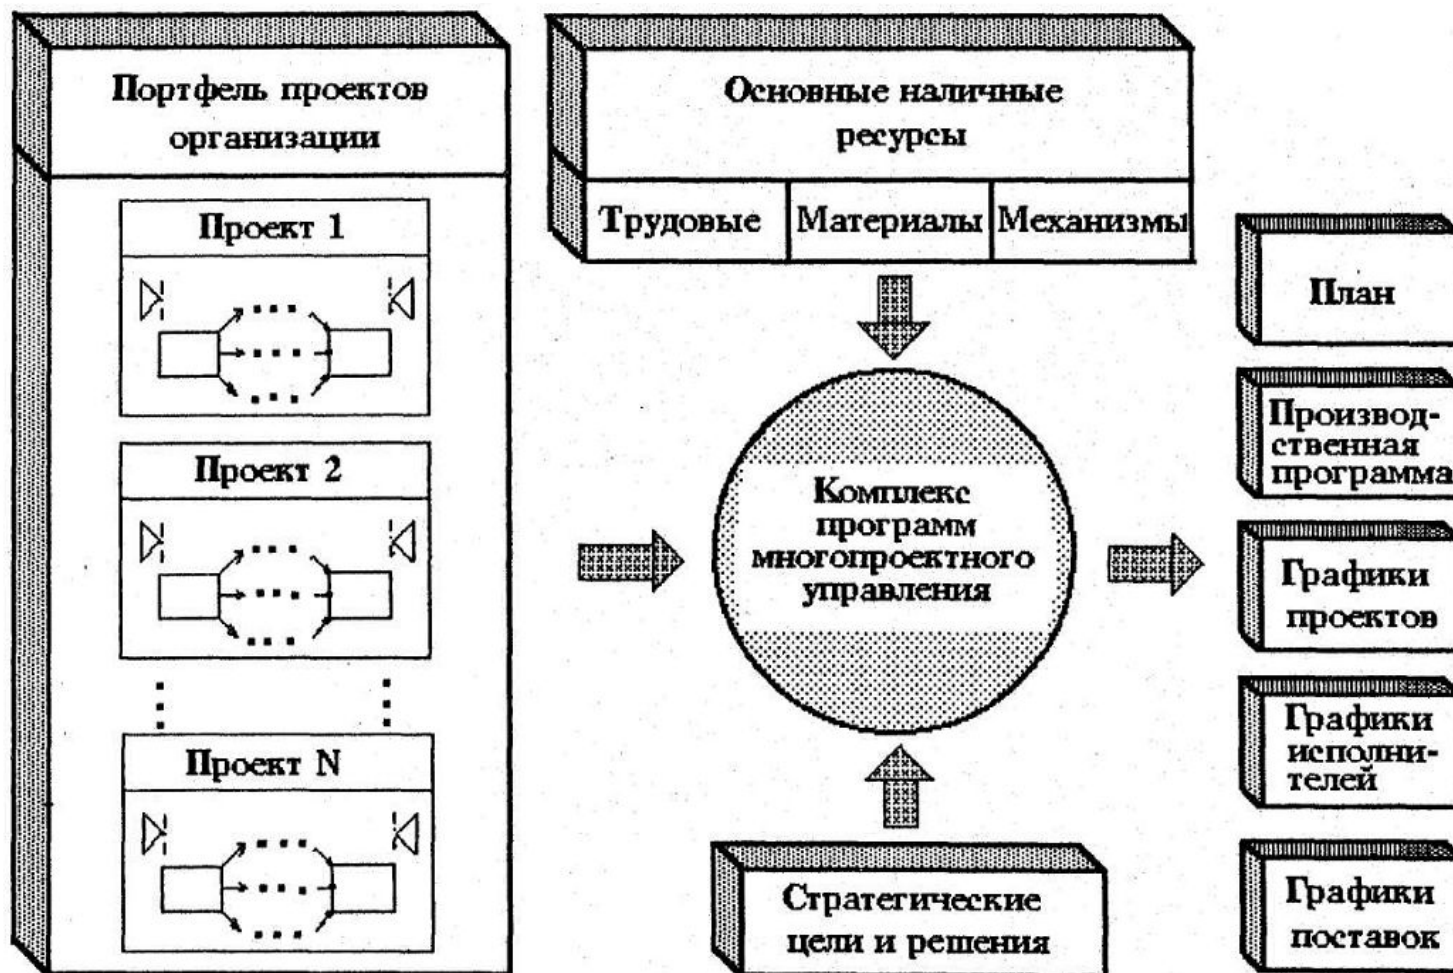 Портфель проектов
организации
Проект 1
Проект 2
Проект N
Основные наличные
ресурсы
Трудовые
Материалы
Механизмы
Комплекс
программ
многопроектного
управления
Стратегические
цели и решения
План
Производ-
ственная
программа
Графики
проектов
Графики
исполни-
телей
Графики
поставок